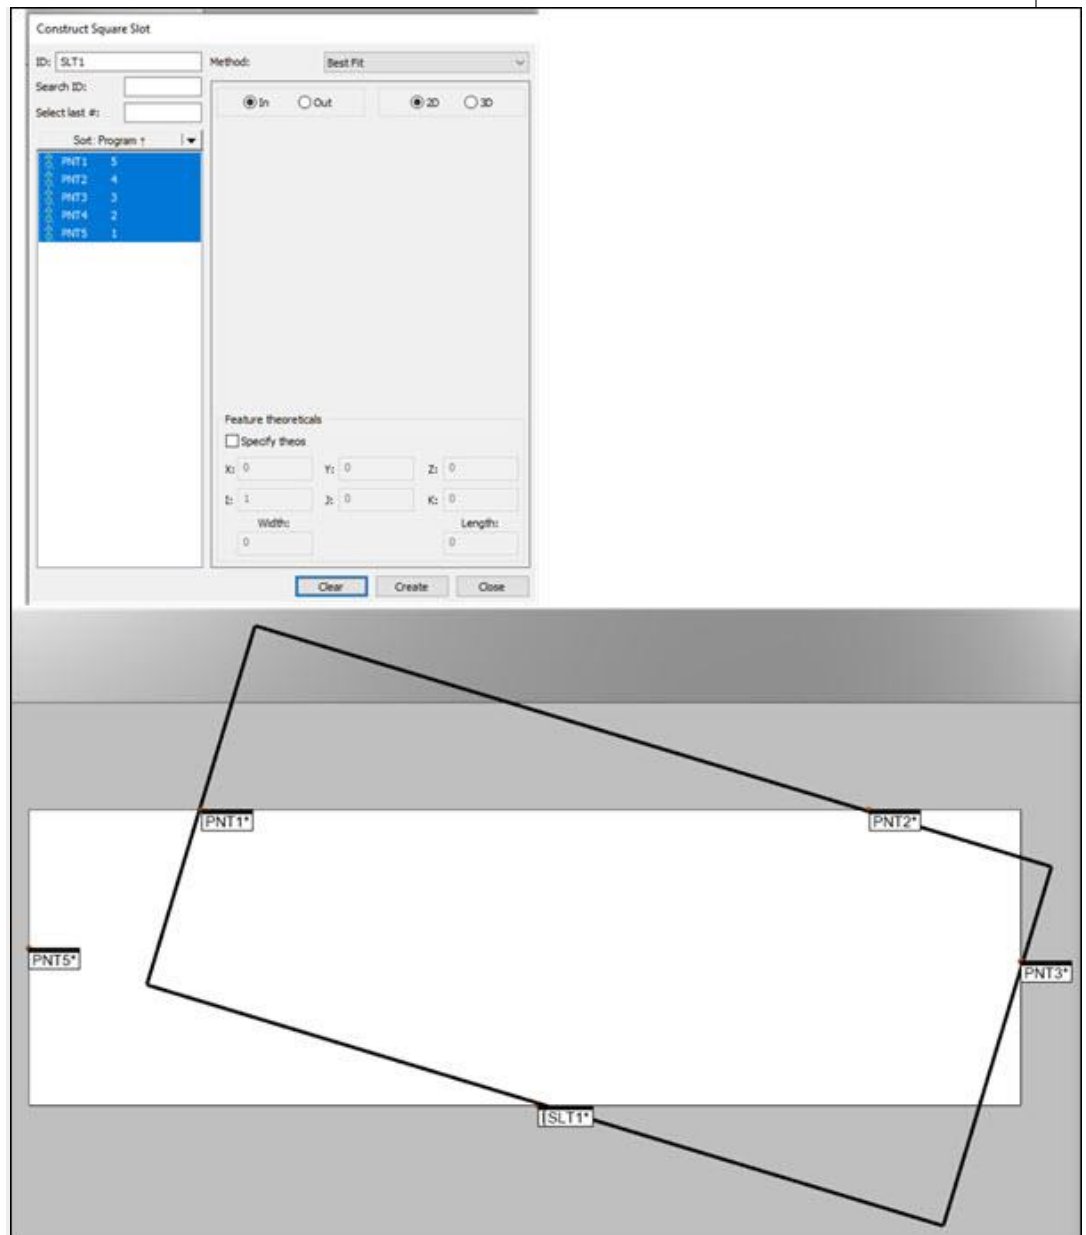 Construct Square Slot
ID: SLT1
Method: Best Fit
Search ID:
Select last #:
In Out 2D 3D
Sort: Program ↑
PNT1 5
PNT2 4
PNT3 3
PNT4 2
PNT5 1
Feature theoreticals
Specify theos
X: 0 Y: 0 Z: 0
I: 1 J: 0 K: 0
Width: Length:
0 0
Clear Create Close
PNT1*
PNT2*
PNT5*
PNT3*
[SLT1*